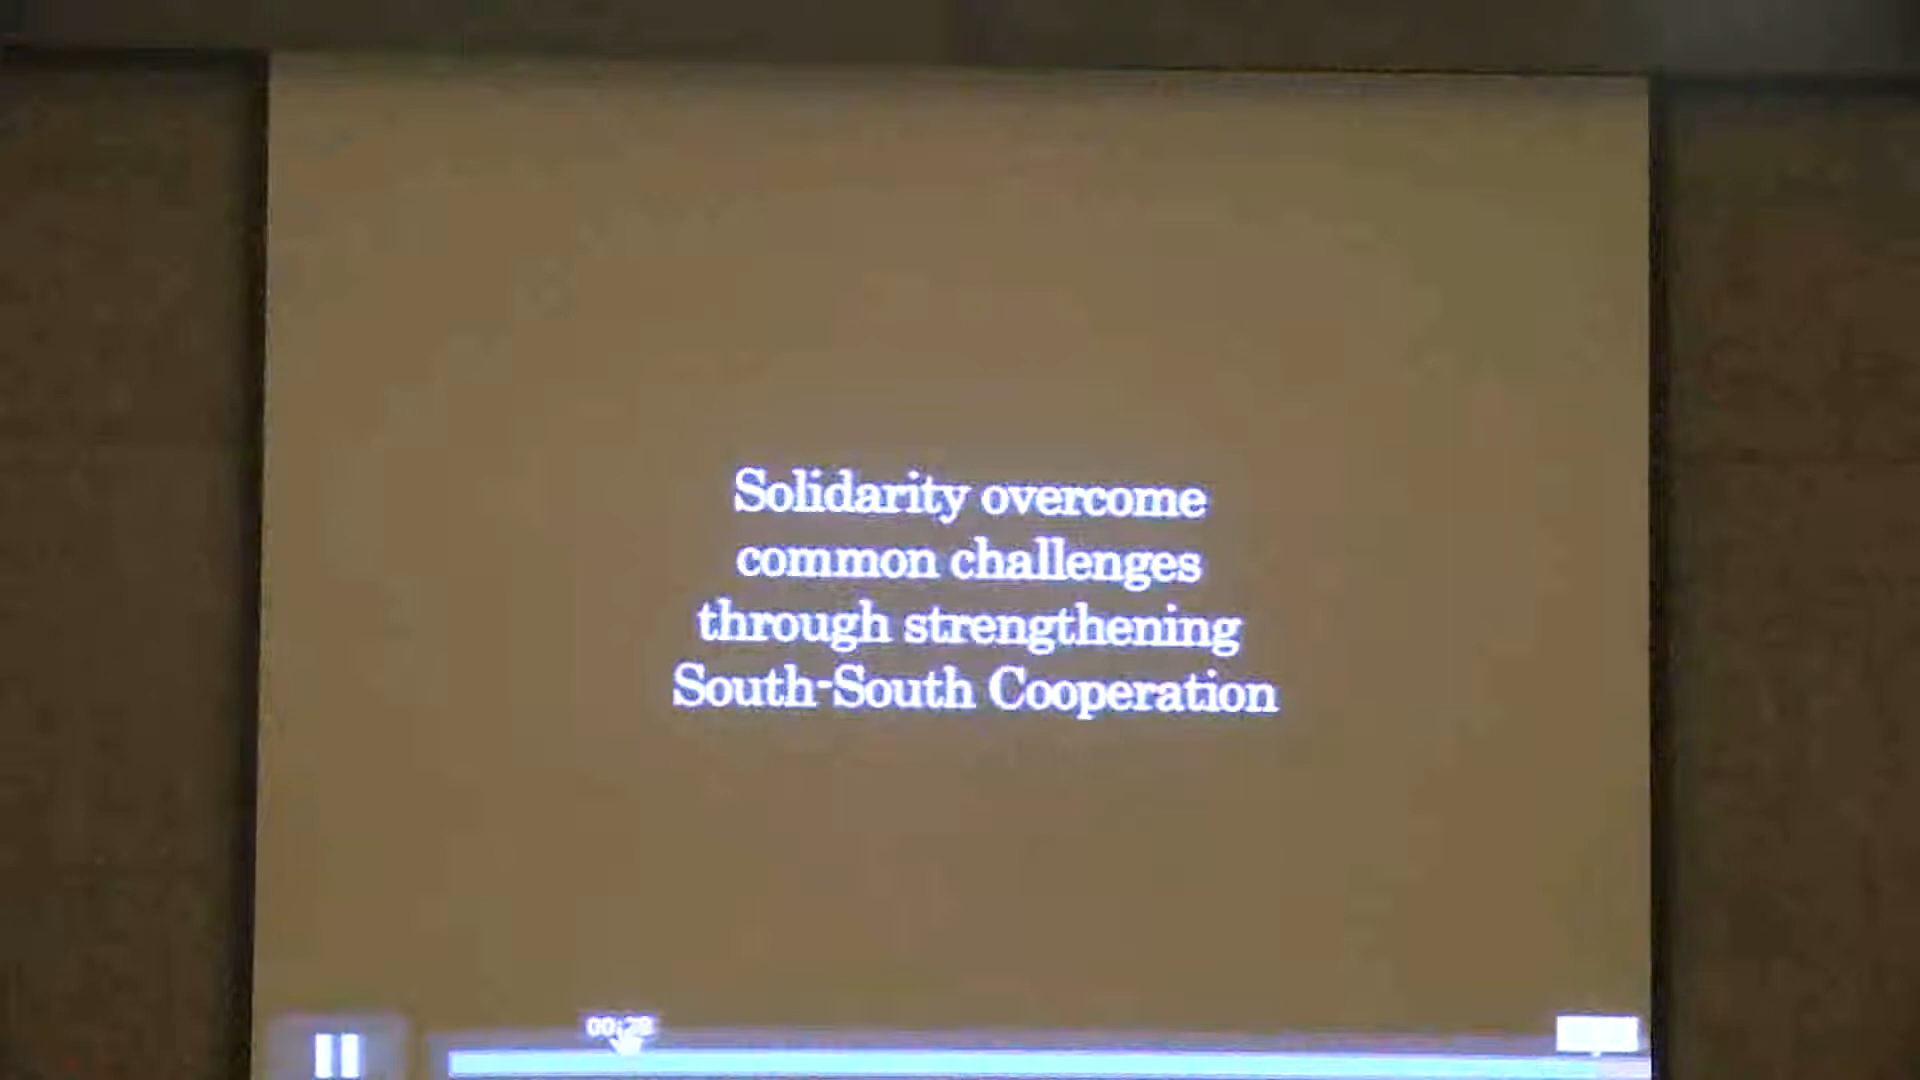 Solidarity overcome
common challenges
through strengthening
South-South Cooperation